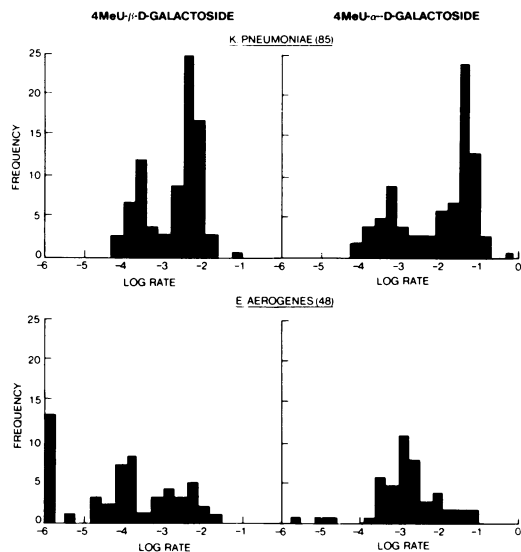 4MeU-β-D-GALACTOSIDE
4MeU-α-D-GALACTOSIDE
K. PNEUMONIAE (85)
25
20
15
10
5
0
FREQUENCY
-6 -5 -4 -3 -2 -1
-6 -5 -4 -3 -2 -1 0
LOG RATE
LOG RATE
E. AEROGENES (48)
25
20
15
10
5
0
FREQUENCY
-6 -5 -4 -3 -2 -1
-6 -5 -4 -3 -2 -1 0
LOG RATE
LOG RATE